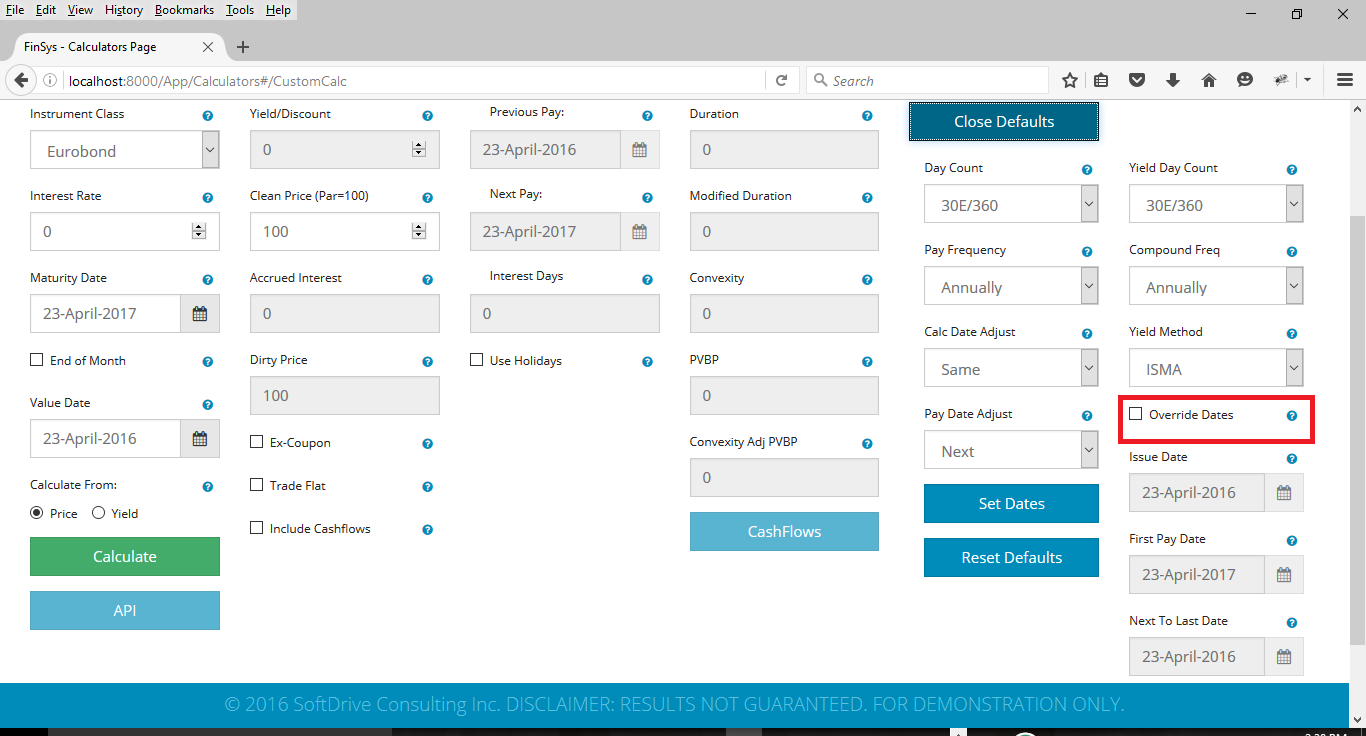 File Edit View History Bookmarks Tools Help
FinSys - Calculators Page
localhost:8000/App/Calculators#/CustomCalc
Search
Instrument Class
Eurobond
Interest Rate
0
Maturity Date
23-April-2017
End of Month
Value Date
23-April-2016
Calculate From:
Price Yield
Calculate
API
Yield/Discount
0
Clean Price (Par=100)
100
Accrued Interest
0
Dirty Price
100
Ex-Coupon
Trade Flat
Include Cashflows
Previous Pay:
23-April-2016
Next Pay:
23-April-2017
Interest Days
0
Use Holidays
Duration
0
Modified Duration
0
Convexity
0
PVBP
0
Convexity Adj PVBP
0
CashFlows
Close Defaults
Day Count
30E/360
Pay Frequency
Annually
Calc Date Adjust
Same
Pay Date Adjust
Next
Set Dates
Reset Defaults
Yield Day Count
30E/360
Compound Freq
Annually
Yield Method
ISMA
Override Dates
Issue Date
23-April-2016
First Pay Date
23-April-2017
Next To Last Date
23-April-2016
© 2016 SoftDrive Consulting Inc. DISCLAIMER: RESULTS NOT GUARANTEED. FOR DEMONSTRATION ONLY.